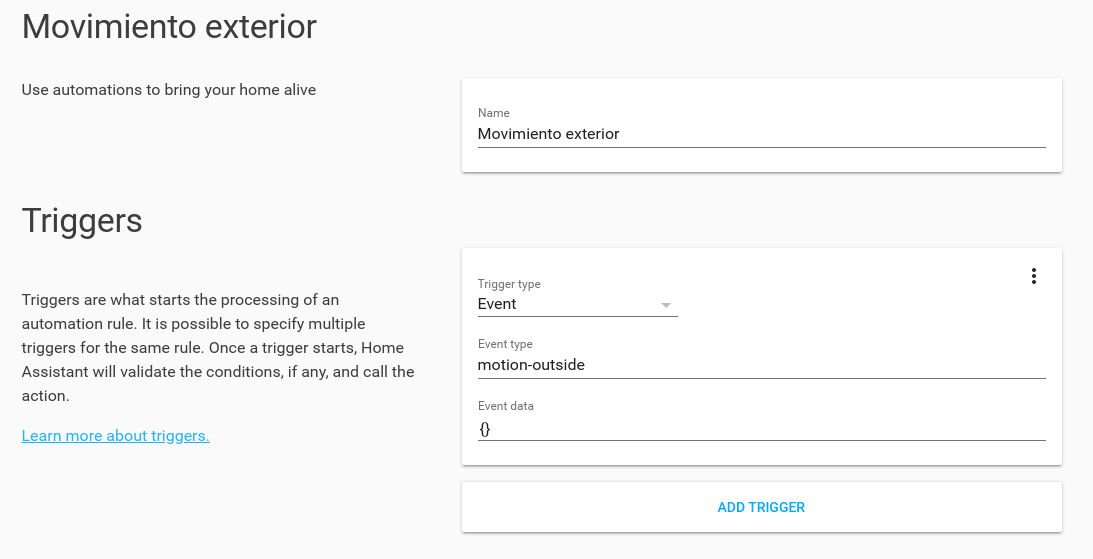 Movimiento exterior
Use automations to bring your home alive
Name
Movimiento exterior
Triggers
Triggers are what starts the processing of an
automation rule. It is possible to specify multiple
triggers for the same rule. Once a trigger starts, Home
Assistant will validate the conditions, if any, and call the
action.
Learn more about triggers.
Trigger type
Event
Event type
motion-outside
Event data
{}
ADD TRIGGER